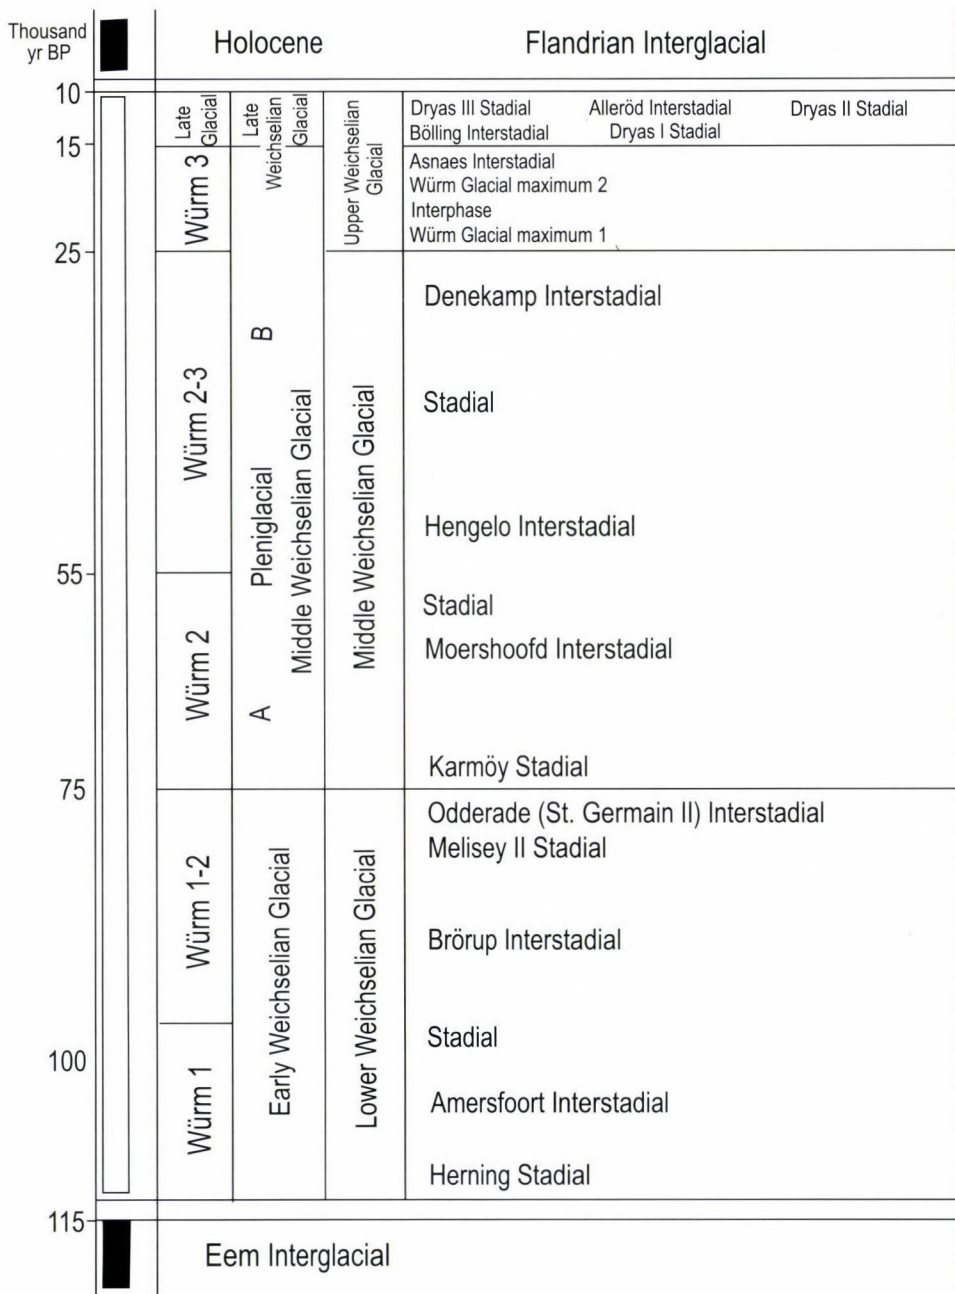 Thousand
yr BP
Holocene
Flandrian Interglacial
10
15
25
55
75
100
115
Late
Glacial
Würm 3
Würm 2-3
Würm 2
Würm 1-2
Würm 1
Late
Weichselian
Glacial
B
Pleniglacial
A
Middle Weichselian Glacial
Early Weichselian Glacial
Upper Weichselian
Glacial
Middle Weichselian Glacial
Lower Weichselian Glacial
Dryas III Stadial Alleröd Interstadial Dryas II Stadial
Bölling Interstadial Dryas I Stadial
Asnaes Interstadial
Würm Glacial maximum 2
Interphase
Würm Glacial maximum 1
Denekamp Interstadial
Stadial
Hengelo Interstadial
Stadial
Moershoofd Interstadial
Karmöy Stadial
Odderade (St. Germain II) Interstadial
Melisey II Stadial
Brörup Interstadial
Stadial
Amersfoort Interstadial
Herning Stadial
Eem Interglacial